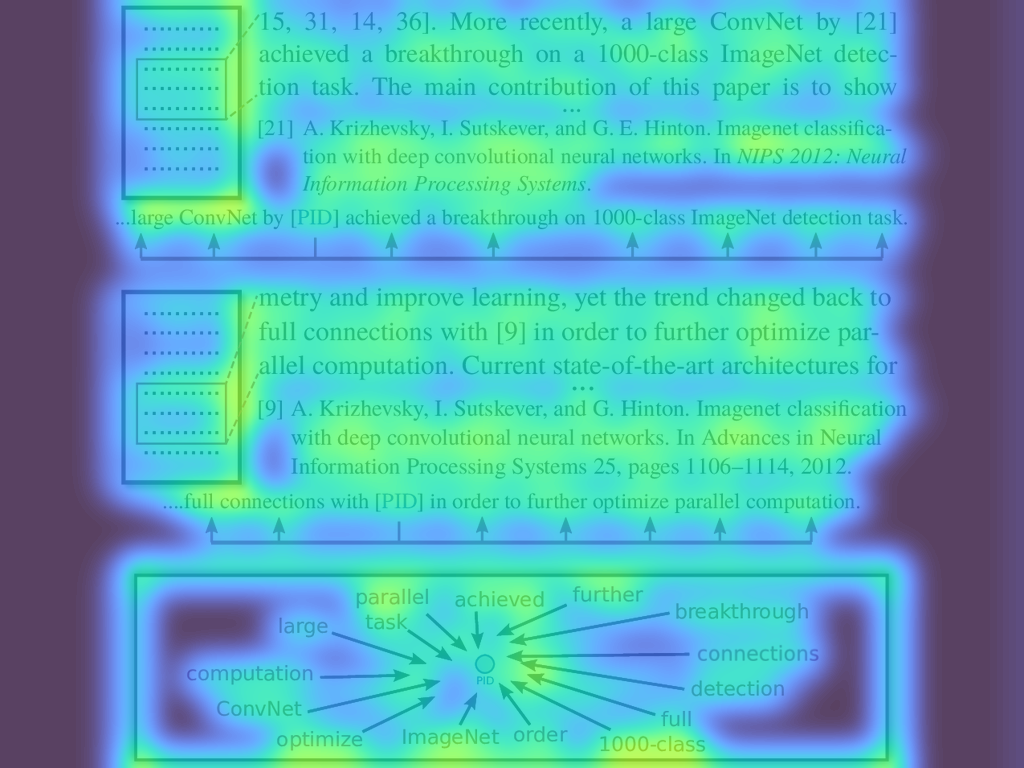 15, 31, 14, 36]. More recently, a large ConvNet by [21]
achieved a breakthrough on a 1000-class ImageNet detec-
tion task. The main contribution of this paper is to show
...
[21] A. Krizhevsky, I. Sutskever, and G. E. Hinton. Imagenet classifica-
tion with deep convolutional neural networks. In NIPS 2012: Neural
Information Processing Systems.
...large ConvNet by [PID] achieved a breakthrough on 1000-class ImageNet detection task.
metry and improve learning, yet the trend changed back to
full connections with [9] in order to further optimize par-
allel computation. Current state-of-the-art architectures for
...
[9] A. Krizhevsky, I. Sutskever, and G. Hinton. Imagenet classification
with deep convolutional neural networks. In Advances in Neural
Information Processing Systems 25, pages 1106–1114, 2012.
....full connections with [PID] in order to further optimize parallel computation.
parallel
achieved
further
breakthrough
large
task
connections
computation
PID
detection
ConvNet
full
optimize
ImageNet
order
1000-class